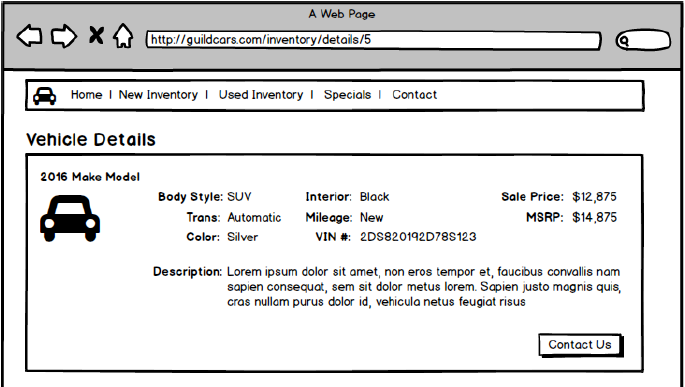 A Web Page
http://guildcars.com/inventory/details/5
Home | New Inventory | Used Inventory | Specials | Contact
Vehicle Details
2016 Make Model
Body Style: SUV Interior: Black Sale Price: $12,875
Trans: Automatic Mileage: New MSRP: $14,875
Color: Silver VIN #: 2DS820192D78S123
Description: Lorem ipsum dolor sit amet, non eros tempor et, faucibus convallis nam
sapien consequat, sem sit dolor metus lorem. Sapien justo magnis quis,
cras nullam purus dolor id, vehicula netus feugiat risus
Contact Us